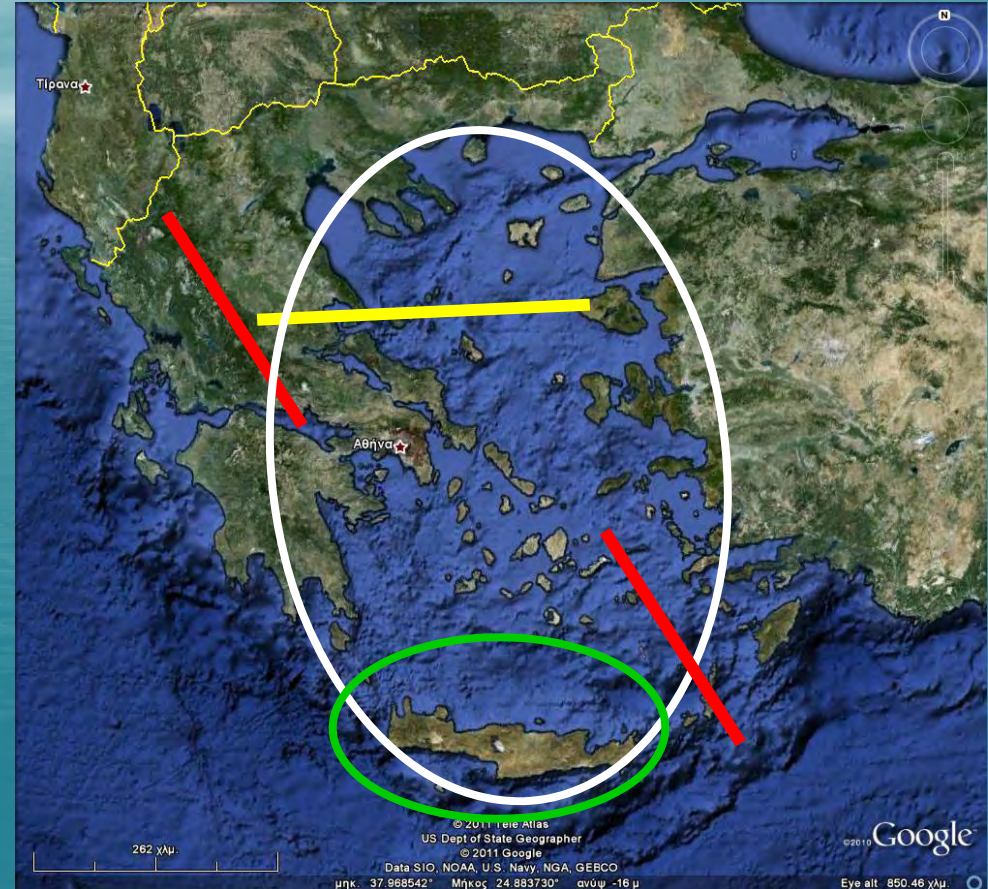 N
Τίρανα
Αθήνα
© 2011 Tele Atlas
US Dept of State Geographer
© 2011 Google
Data SIO, NOAA, U.S. Navy, NGA, GEBCO
©2010 Google
262 χλμ.
μηκ. 37.968542° Μήκος 24.883730° ανύψ -16 μ
Eye alt 850.46 χλμ.